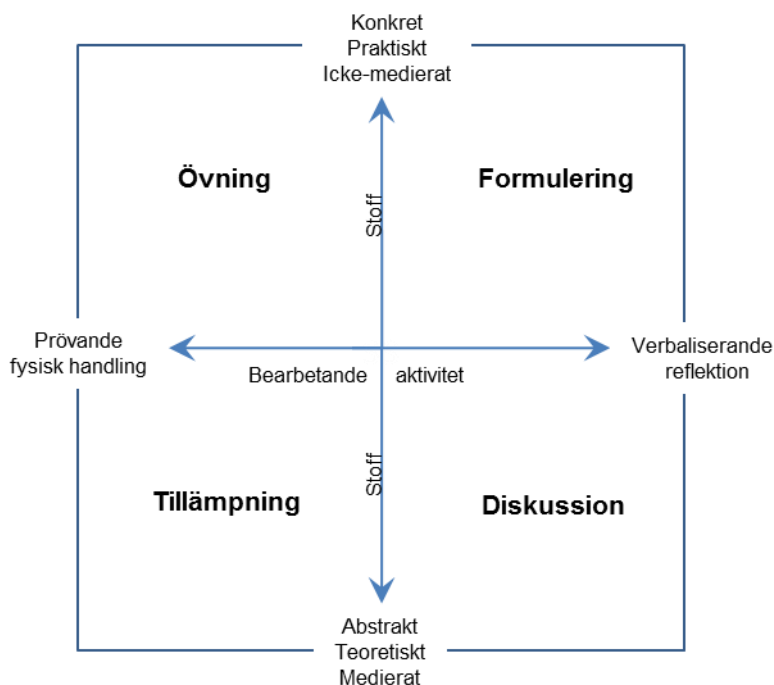 Konkret
Praktiskt
Icke-medierat
Övning
Formulering
Stoff
Prövande
fysisk handling
Verbaliserande
reflektion
Bearbetande aktivitet
Stoff
Tillämpning
Diskussion
Abstrakt
Teoretiskt
Medierat